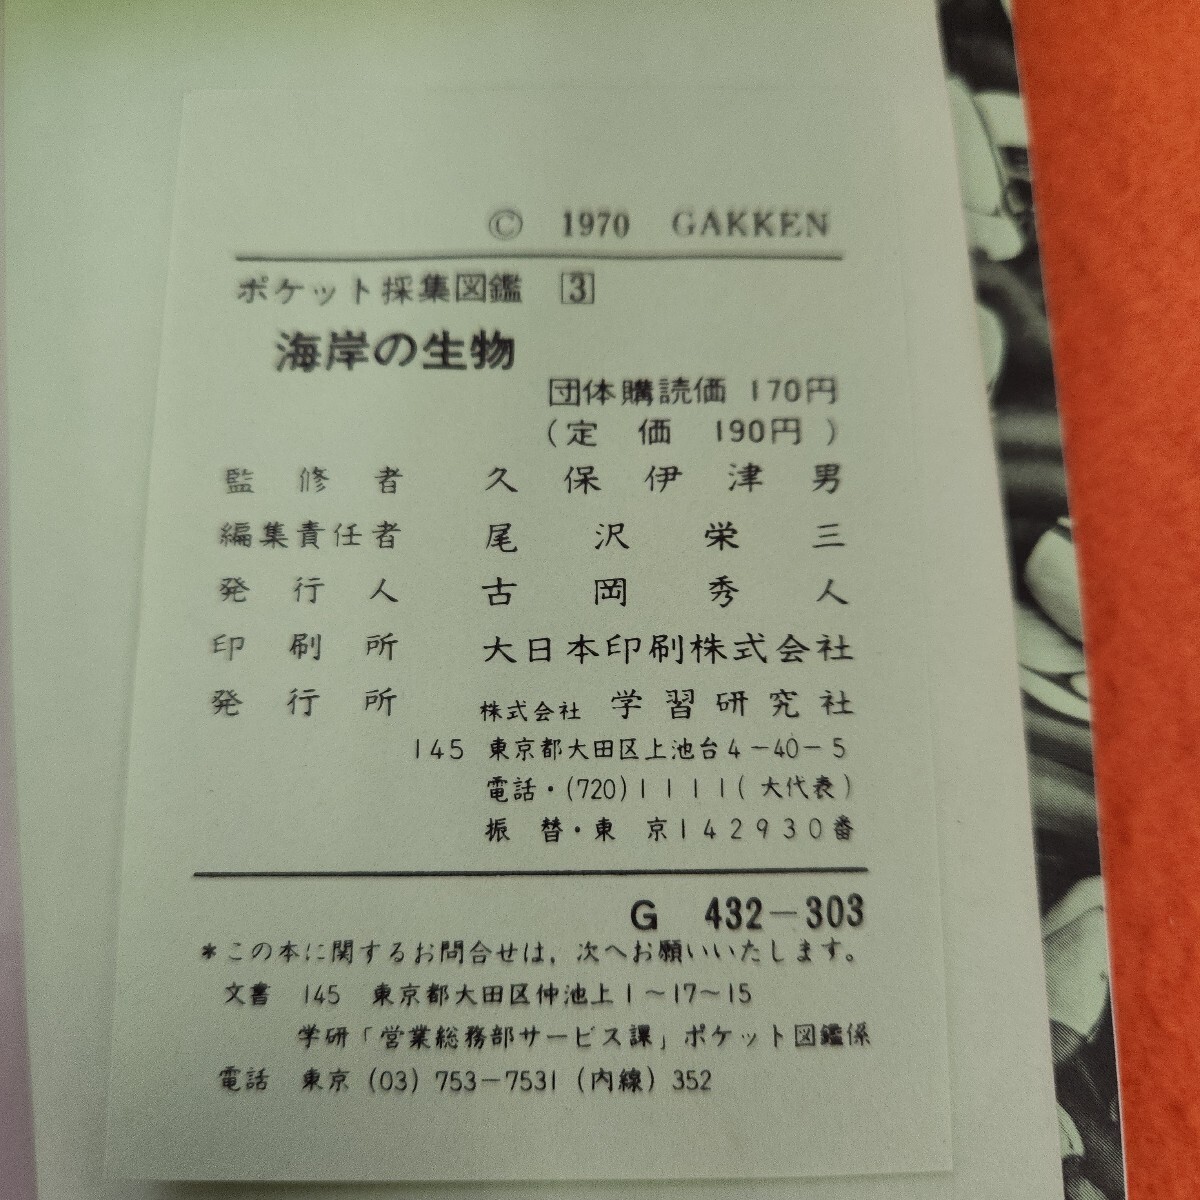 © 1970 GAKKEN
ポケット採集図鑑 [3]
海岸の生物
団体購読価 170円
(定 価 190円)
監修者 久保伊津男
編集責任者 尾沢栄三
発行人 古岡秀人
印刷所 大日本印刷株式会社
発行所 株式会社 学習研究社
145 東京都大田区上池台4-40-5
電話・(720)1111(大代表)
振替・東京142930番
G 432-303
*この本に関するお問合せは、次へお願いいたします。
文書 145 東京都大田区仲池上1〜17〜15
学研「営業総務部サービス課」ポケット図鑑係
電話 東京(03)753-7531(内線)352